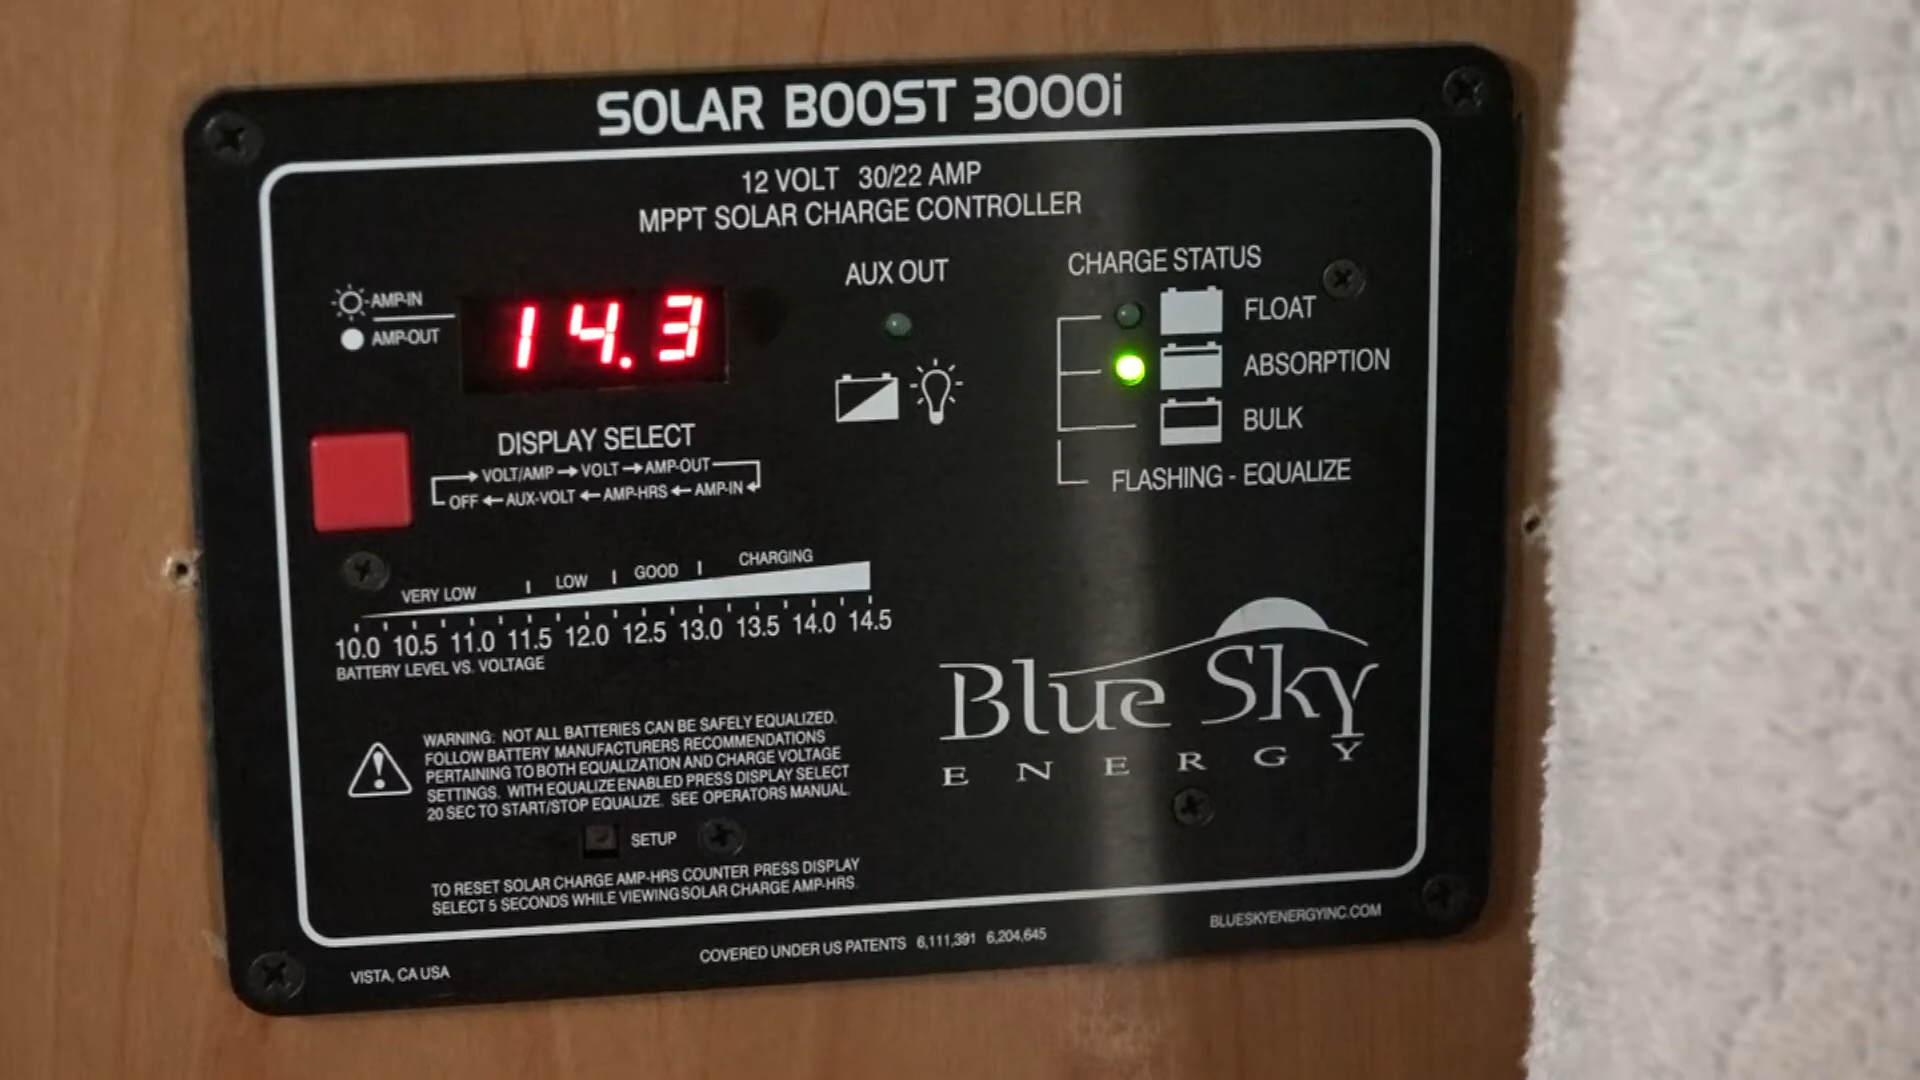 SOLAR BOOST 3000i
12 VOLT 30/22 AMP
MPPT SOLAR CHARGE CONTROLLER
AMP-IN
AMP-OUT
14.3
AUX OUT
CHARGE STATUS
FLOAT
ABSORPTION
BULK
FLASHING - EQUALIZE
DISPLAY SELECT
VOLT/AMP → VOLT → AMP-OUT
OFF ← AUX-VOLT ← AMP-HRS ← AMP-IN
VERY LOW LOW GOOD CHARGING
10.0 10.5 11.0 11.5 12.0 12.5 13.0 13.5 14.0 14.5
BATTERY LEVEL VS. VOLTAGE
WARNING: NOT ALL BATTERIES CAN BE SAFELY EQUALIZED.
FOLLOW BATTERY MANUFACTURERS RECOMMENDATIONS
PERTAINING TO BOTH EQUALIZATION AND CHARGE VOLTAGE
SETTINGS. WITH EQUALIZE ENABLED PRESS DISPLAY SELECT
20 SEC TO START/STOP EQUALIZE. SEE OPERATORS MANUAL.
SETUP
TO RESET SOLAR CHARGE AMP-HRS COUNTER PRESS DISPLAY
SELECT 5 SECONDS WHILE VIEWING SOLAR CHARGE AMP-HRS.
Blue Sky
ENERGY
VISTA, CA USA
COVERED UNDER US PATENTS 6,111,391 6,204,645
BLUESKYENERGYINC.COM